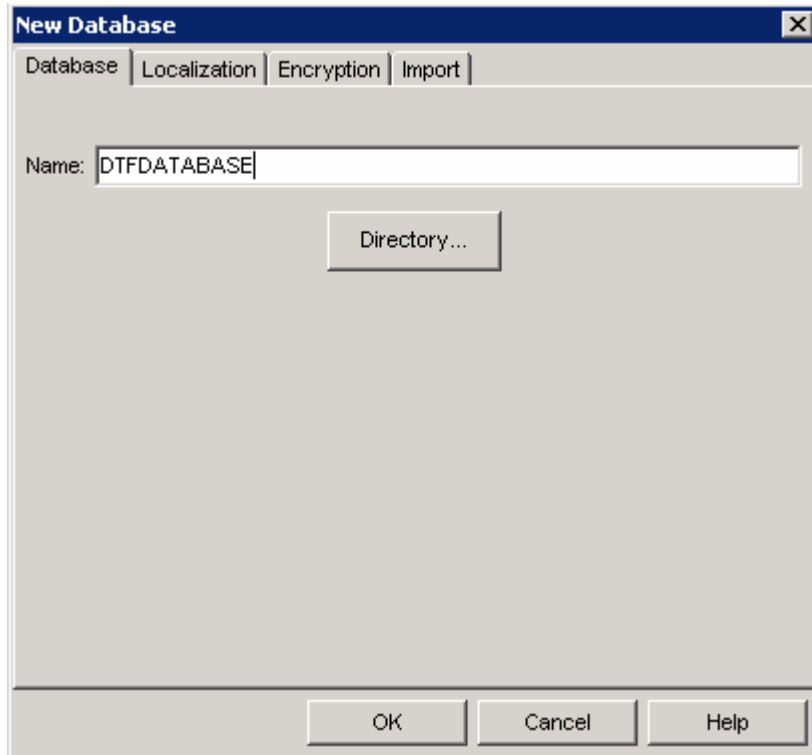 New Database
Database Localization Encryption Import
Name: DTFDATABASE
Directory...
OK Cancel Help